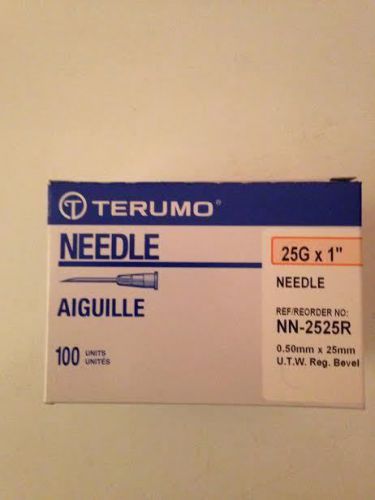 TERUMO®
NEEDLE
AIGUILLE
100 UNITS
UNITÉS
25G x 1"
NEEDLE
REF/REORDER NO:
NN-2525R
0.50mm x 25mm
U.T.W. Reg. Bevel